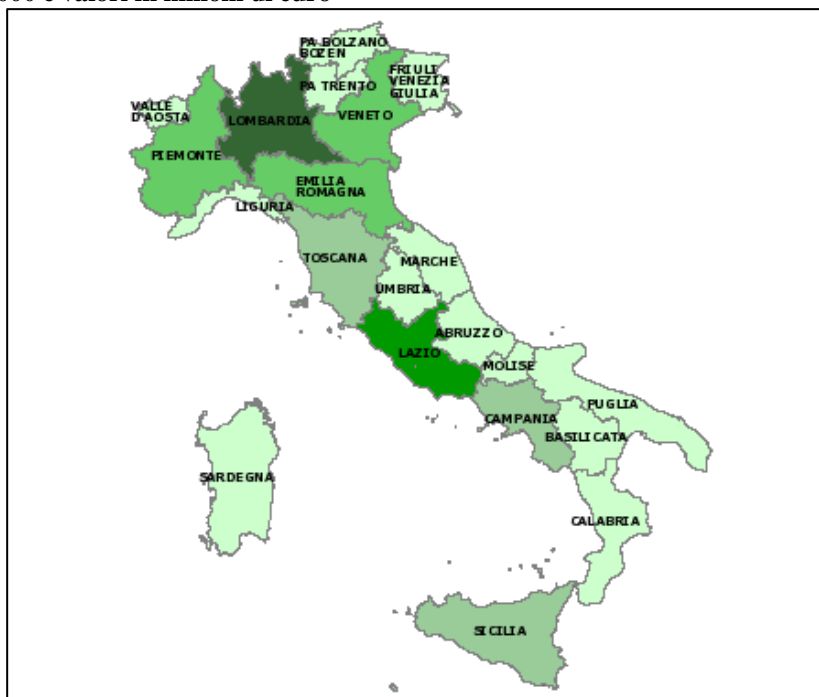 PA BOLZANO
BOZEN
FRIULI
VENEZIA
GIULIA
PA TRENTO
VALLE
D'AOSTA
LOMBARDIA
VENETO
PIEMONTE
EMILIA
ROMAGNA
LIGURIA
TOSCANA
MARCHE
UMBRIA
ABRUZZO
LAZIO
MOLISE
PUGLIA
CAMPANIA
BASILICATA
SARDEGNA
CALABRIA
SICILIA